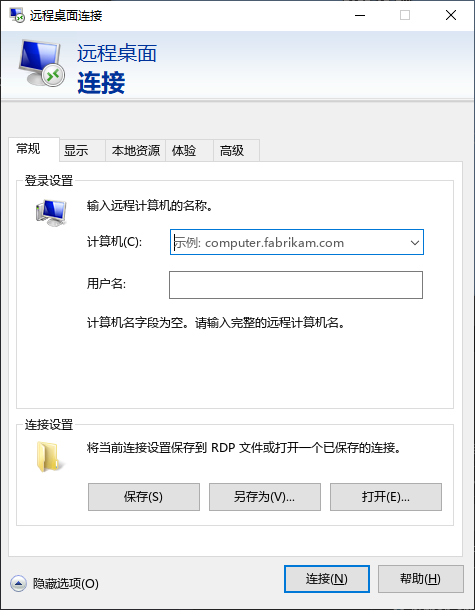 远程桌面连接
远程桌面
连接
常规 显示 本地资源 体验 高级
登录设置
输入远程计算机的名称。
计算机(C): 示例: computer.fabrikam.com
用户名:
计算机名字段为空。请输入完整的远程计算机名。
连接设置
将当前连接设置保存到 RDP 文件或打开一个已保存的连接。
保存(S) 另存为(V)... 打开(E)...
隐藏选项(O) 连接(N) 帮助(H)